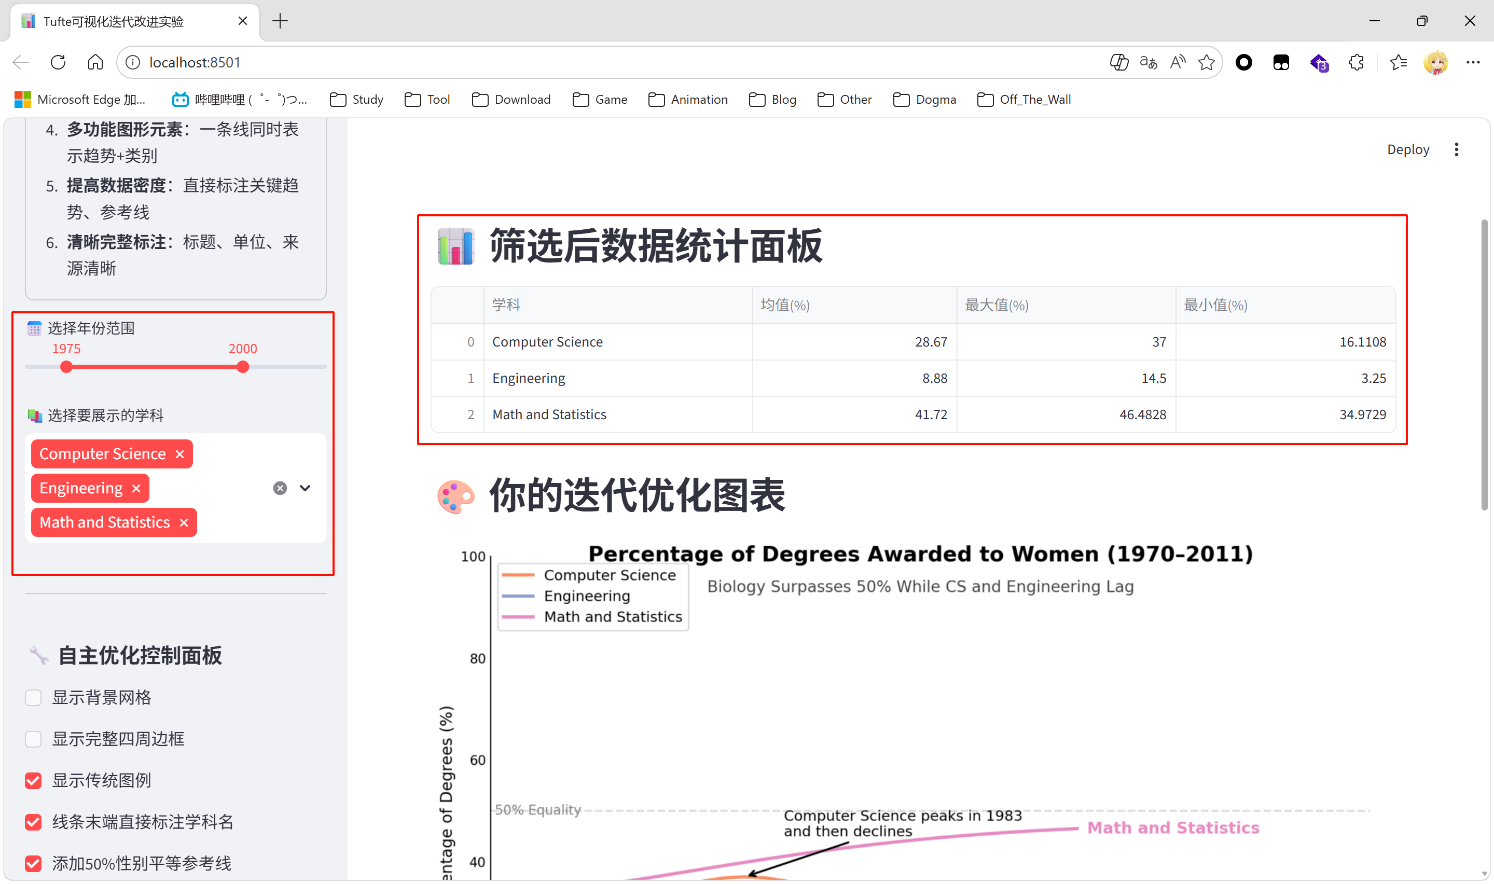 Tufte可视化迭代改进实验
localhost:8501
Microsoft Edge 加...
哔哩哔哩 (゜-゜)つ...
Study
Tool
Download
Game
Animation
Blog
Other
Dogma
Off_The_Wall
4. 多功能图形元素：一条线同时表
示趋势+类别
5. 提高数据密度：直接标注关键趋
势、参考线
6. 清晰完整标注：标题、单位、来
源清晰
选择年份范围
1975 2000
选择要展示的学科
Computer Science ×
Engineering ×
Math and Statistics ×
自主优化控制面板
显示背景网格
显示完整四周边框
显示传统图例
线条末端直接标注学科名
添加50%性别平等参考线
Deploy
筛选后数据统计面板
学科 均值(%) 最大值(%) 最小值(%)
0 Computer Science 28.67 37 16.1108
1 Engineering 8.88 14.5 3.25
2 Math and Statistics 41.72 46.4828 34.9729
你的迭代优化图表
Percentage of Degrees Awarded to Women (1970–2011)
Biology Surpasses 50% While CS and Engineering Lag
Computer Science
Engineering
Math and Statistics
100
80
60
40
entage of Degrees (%)
50% Equality
Computer Science peaks in 1983
and then declines
Math and Statistics